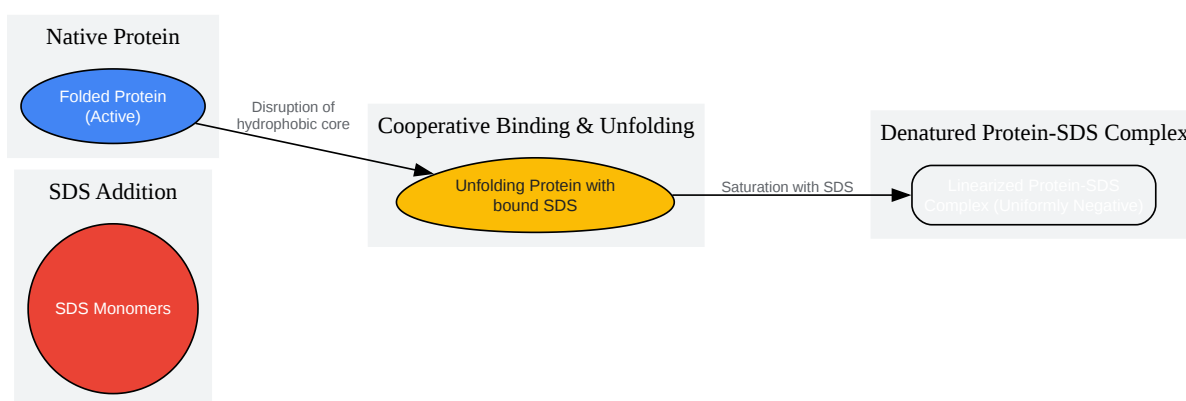 Native Protein
Folded Protein
(Active)
Disruption of
hydrophobic core
SDS Addition
SDS Monomers
Cooperative Binding & Unfolding
Unfolding Protein with
bound SDS
Saturation with SDS
Denatured Protein-SDS Complex
Linearized Protein-SDS
Complex (Uniformly Negative)